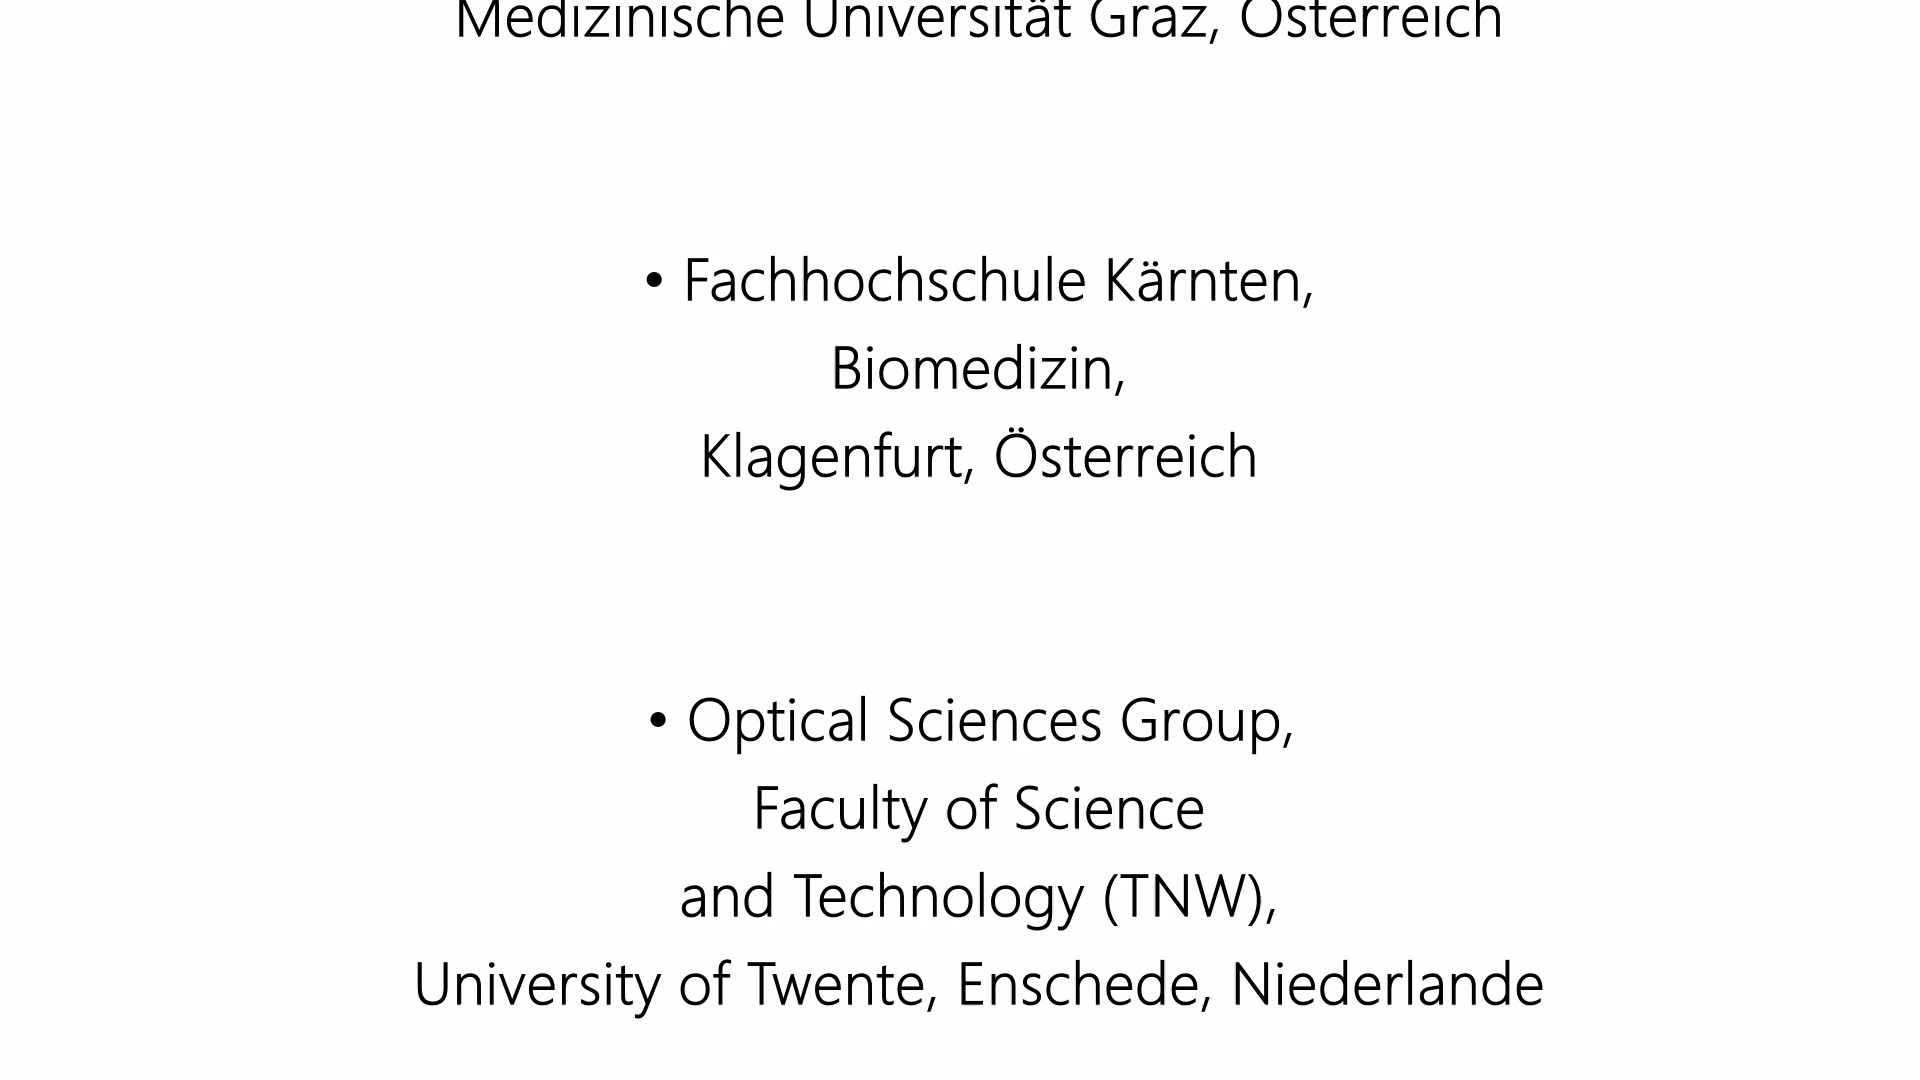 Medizinische Universität Graz, Österreich
• Fachhochschule Kärnten,
Biomedizin,
Klagenfurt, Österreich
• Optical Sciences Group,
Faculty of Science
and Technology (TNW),
University of Twente, Enschede, Niederlande